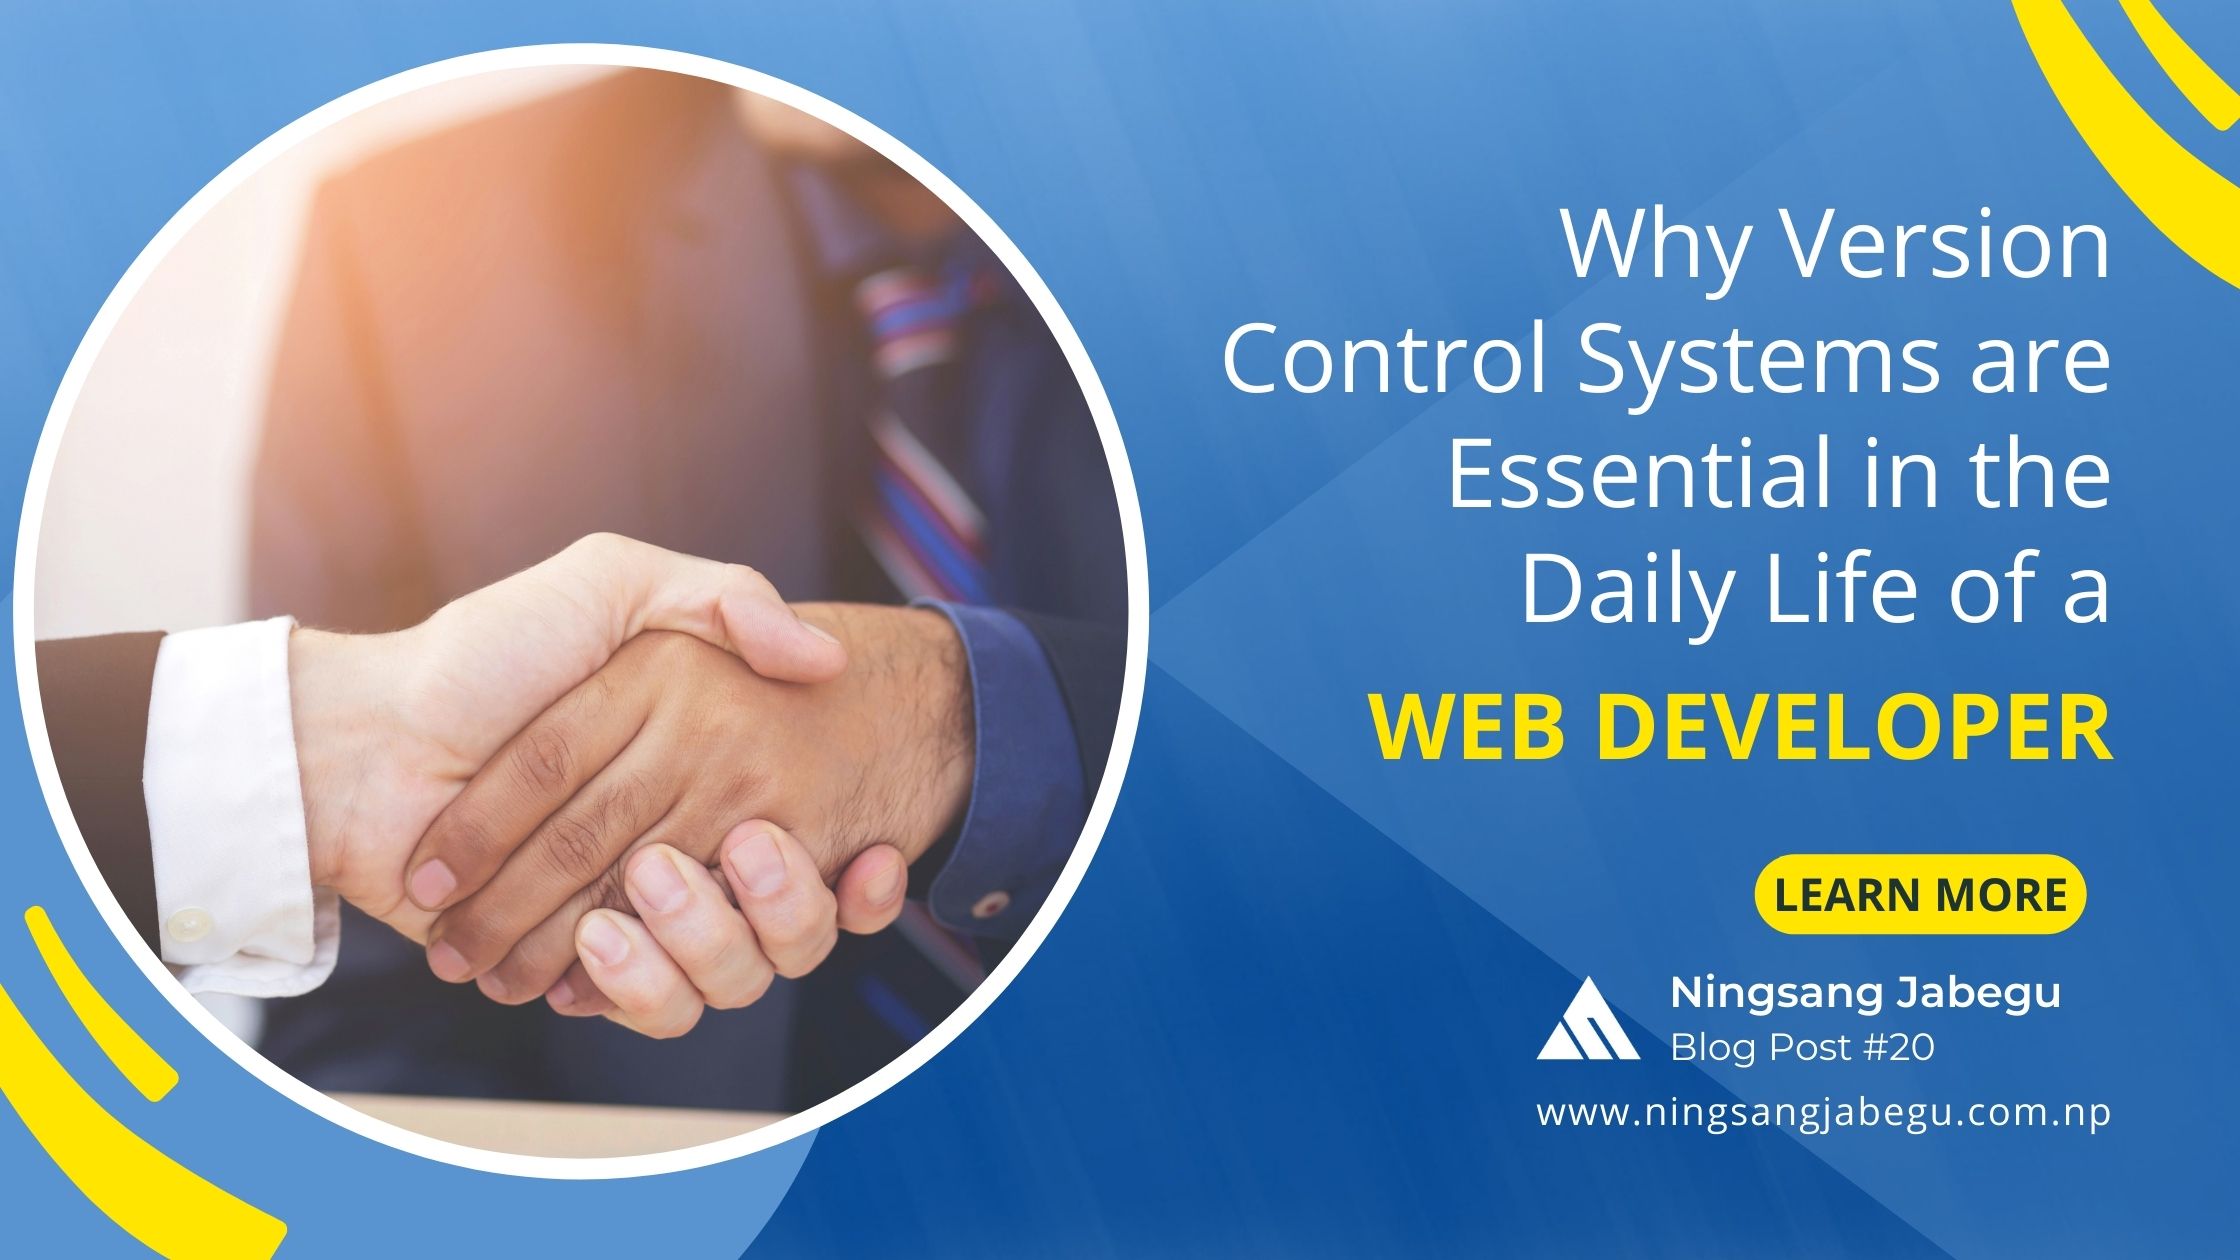 Why Version
Control Systems are
Essential in the
Daily Life of a
WEB DEVELOPER
LEARN MORE
Ningsang Jabegu
Blog Post #20
www.ningsangjabegu.com.np